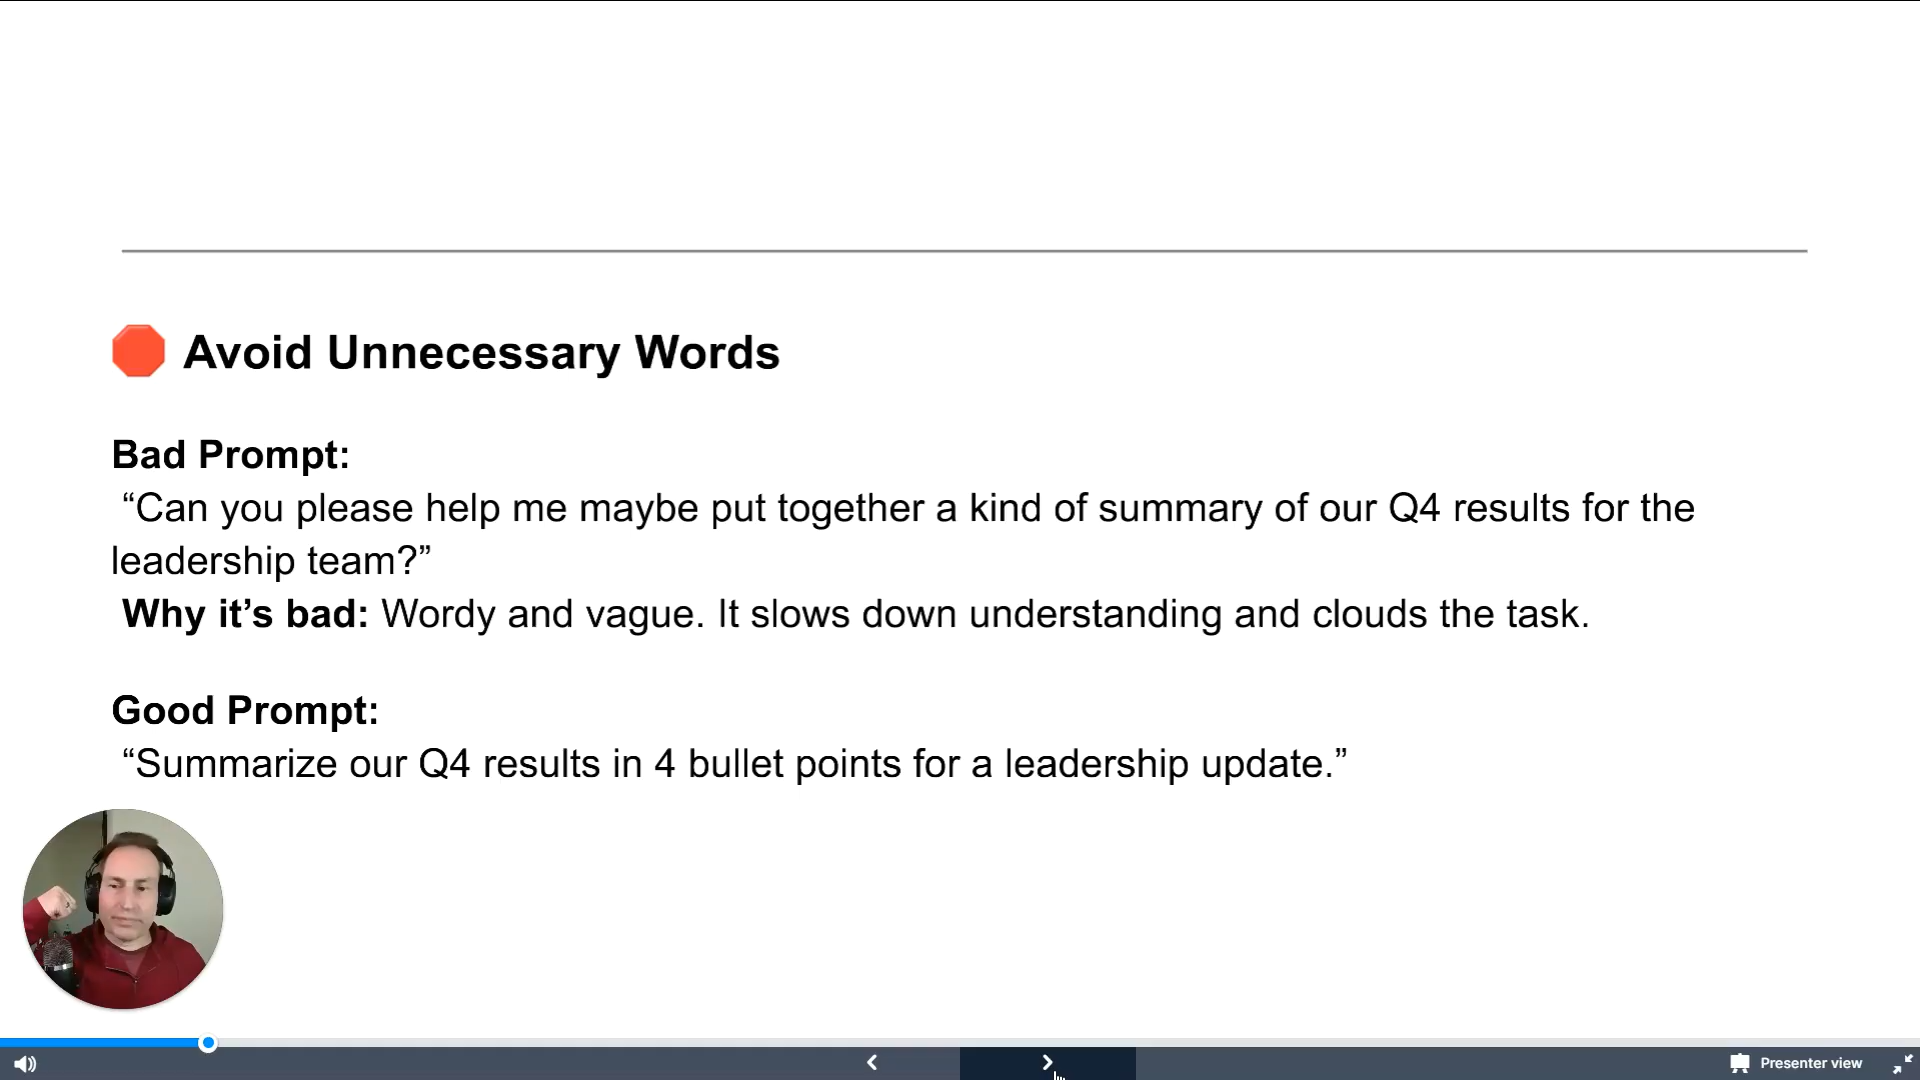 Avoid Unnecessary Words
Bad Prompt:
“Can you please help me maybe put together a kind of summary of our Q4 results for the
leadership team?”
Why it’s bad: Wordy and vague. It slows down understanding and clouds the task.
Good Prompt:
“Summarize our Q4 results in 4 bullet points for a leadership update.”
Presenter view